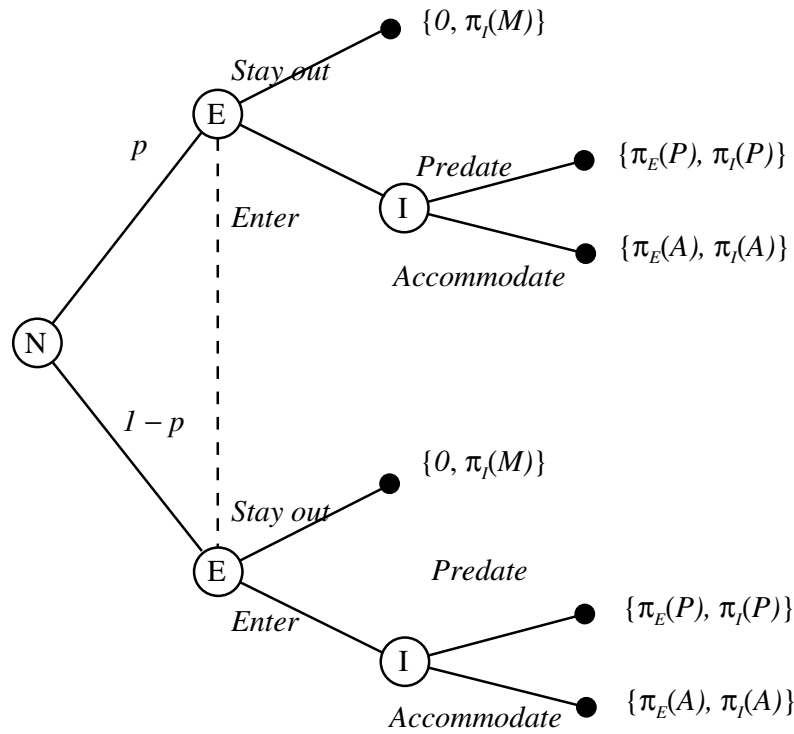 {0, π_I(M)}
Stay out
E
p
Predate
{π_E(P), π_I(P)}
I
Enter
{π_E(A), π_I(A)}
Accommodate
N
1 – p
{0, π_I(M)}
Stay out
E
Predate
Enter
{π_E(P), π_I(P)}
I
{π_E(A), π_I(A)}
Accommodate